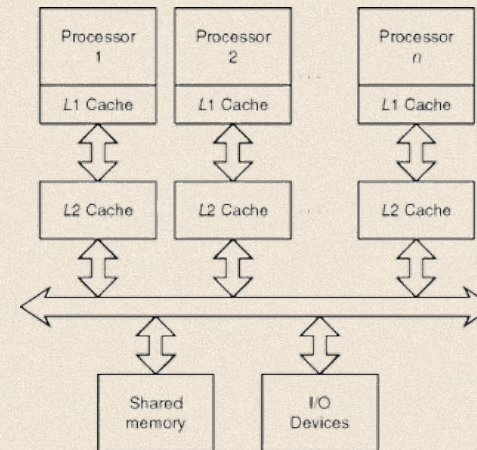 Processor
1
Processor
2
. . .
Processor
n
L1 Cache
L1 Cache
L1 Cache
L2 Cache
L2 Cache
. . .
L2 Cache
Shared
memory
I/O
Devices